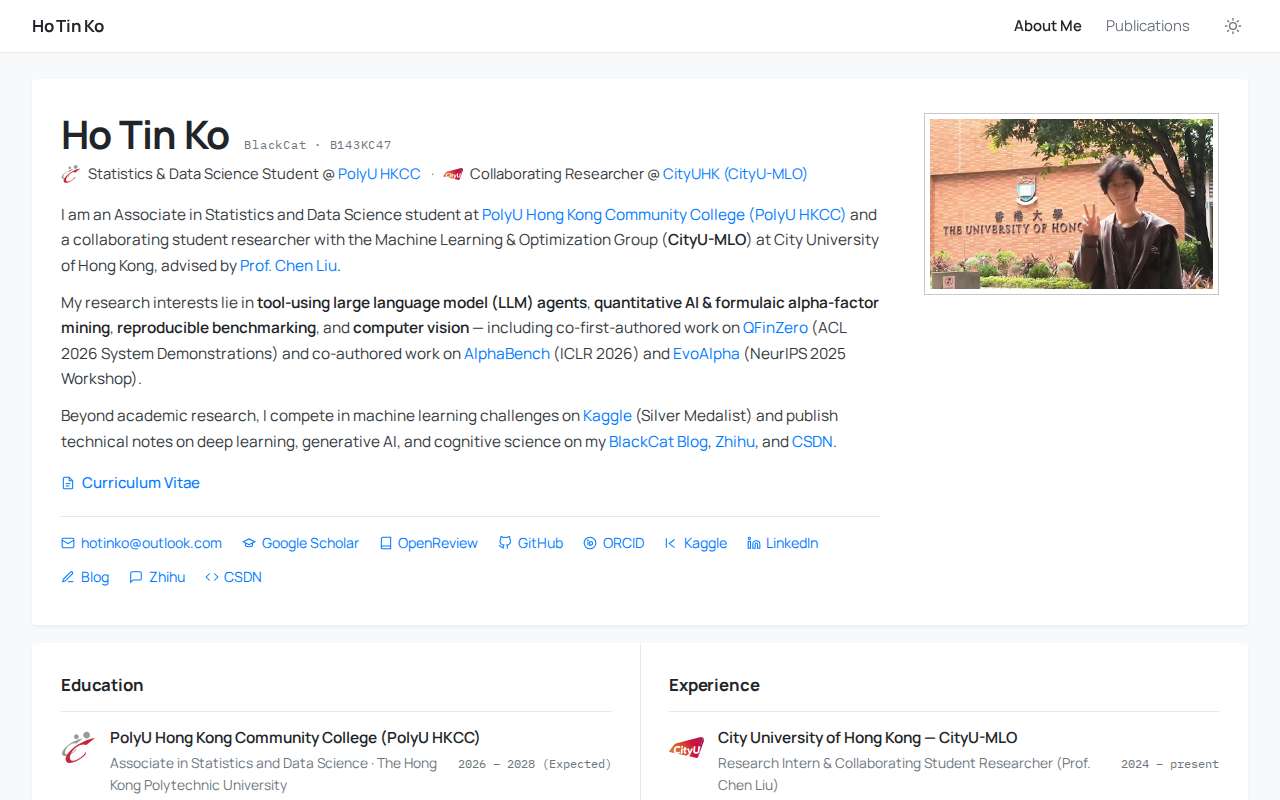 Ho Tin Ko
About Me
Publications
Ho Tin Ko
BlackCat · B143KC47
Statistics & Data Science Student @ PolyU HKCC · CityU Collaborating Researcher @ CityUHK (CityU-MLO)
I am an Associate in Statistics and Data Science student at PolyU Hong Kong Community College (PolyU HKCC) and
a collaborating student researcher with the Machine Learning & Optimization Group (CityU-MLO) at City University
of Hong Kong, advised by Prof. Chen Liu.
My research interests lie in tool-using large language model (LLM) agents, quantitative AI & formulaic alpha-factor
mining, reproducible benchmarking, and computer vision — including co-first-authored work on QFinZero (ACL
2026 System Demonstrations) and co-authored work on AlphaBench (ICLR 2026) and EvoAlpha (NeurIPS 2025
Workshop).
Beyond academic research, I compete in machine learning challenges on Kaggle (Silver Medalist) and publish
technical notes on deep learning, generative AI, and cognitive science on my BlackCat Blog, Zhihu, and CSDN.
Curriculum Vitae
hotinko@outlook.com
Google Scholar
OpenReview
GitHub
ORCID
Kaggle
LinkedIn
Blog
Zhihu
CSDN
香港大學
THE UNIVERSITY OF HONG
Education
PolyU Hong Kong Community College (PolyU HKCC)
Associate in Statistics and Data Science · The Hong
Kong Polytechnic University
2026 – 2028 (Expected)
Experience
CityU
City University of Hong Kong — CityU-MLO
Research Intern & Collaborating Student Researcher (Prof.
Chen Liu)
2024 – present